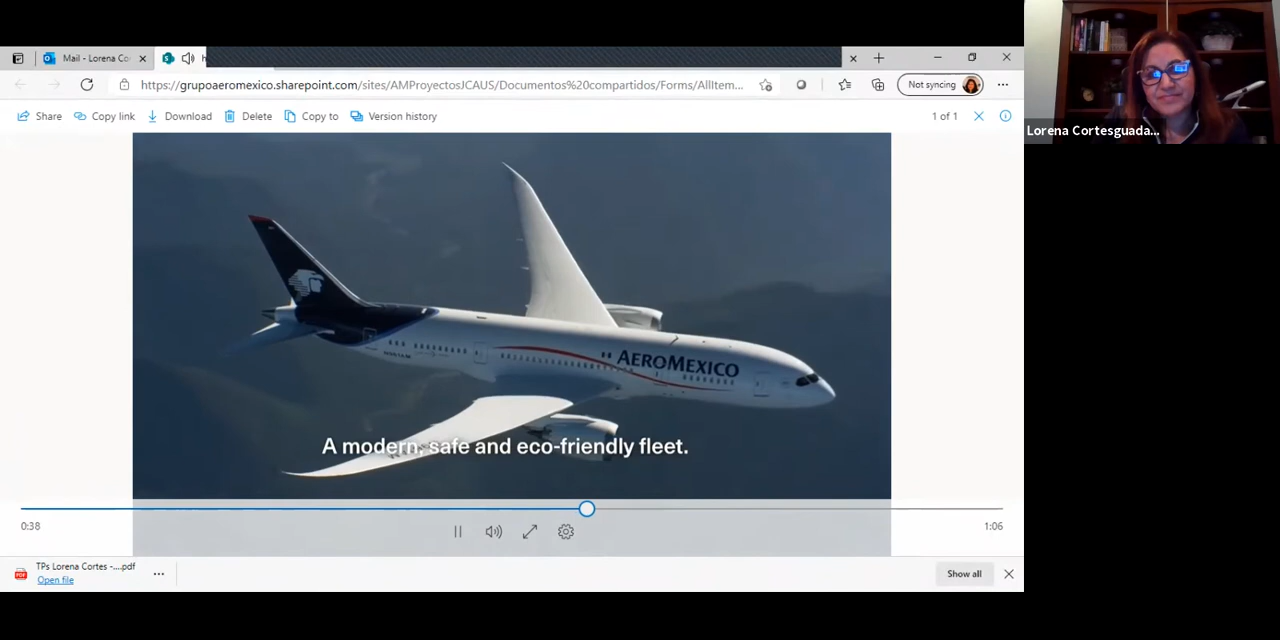 Mail - Lorena Co
h
https://grupoaeromexico.sharepoint.com/sites/AMProyectosJCAUS/Documentos%20compartidos/Forms/AllItem...
Not syncing
Share
Copy link
Download
Delete
Copy to
Version history
1 of 1
Lorena Cortesguada...
AEROMEXICO
A modern, safe and eco-friendly fleet.
0:38
1:06
PDF
TPs Lorena Cortes -....pdf
Open file
Show all